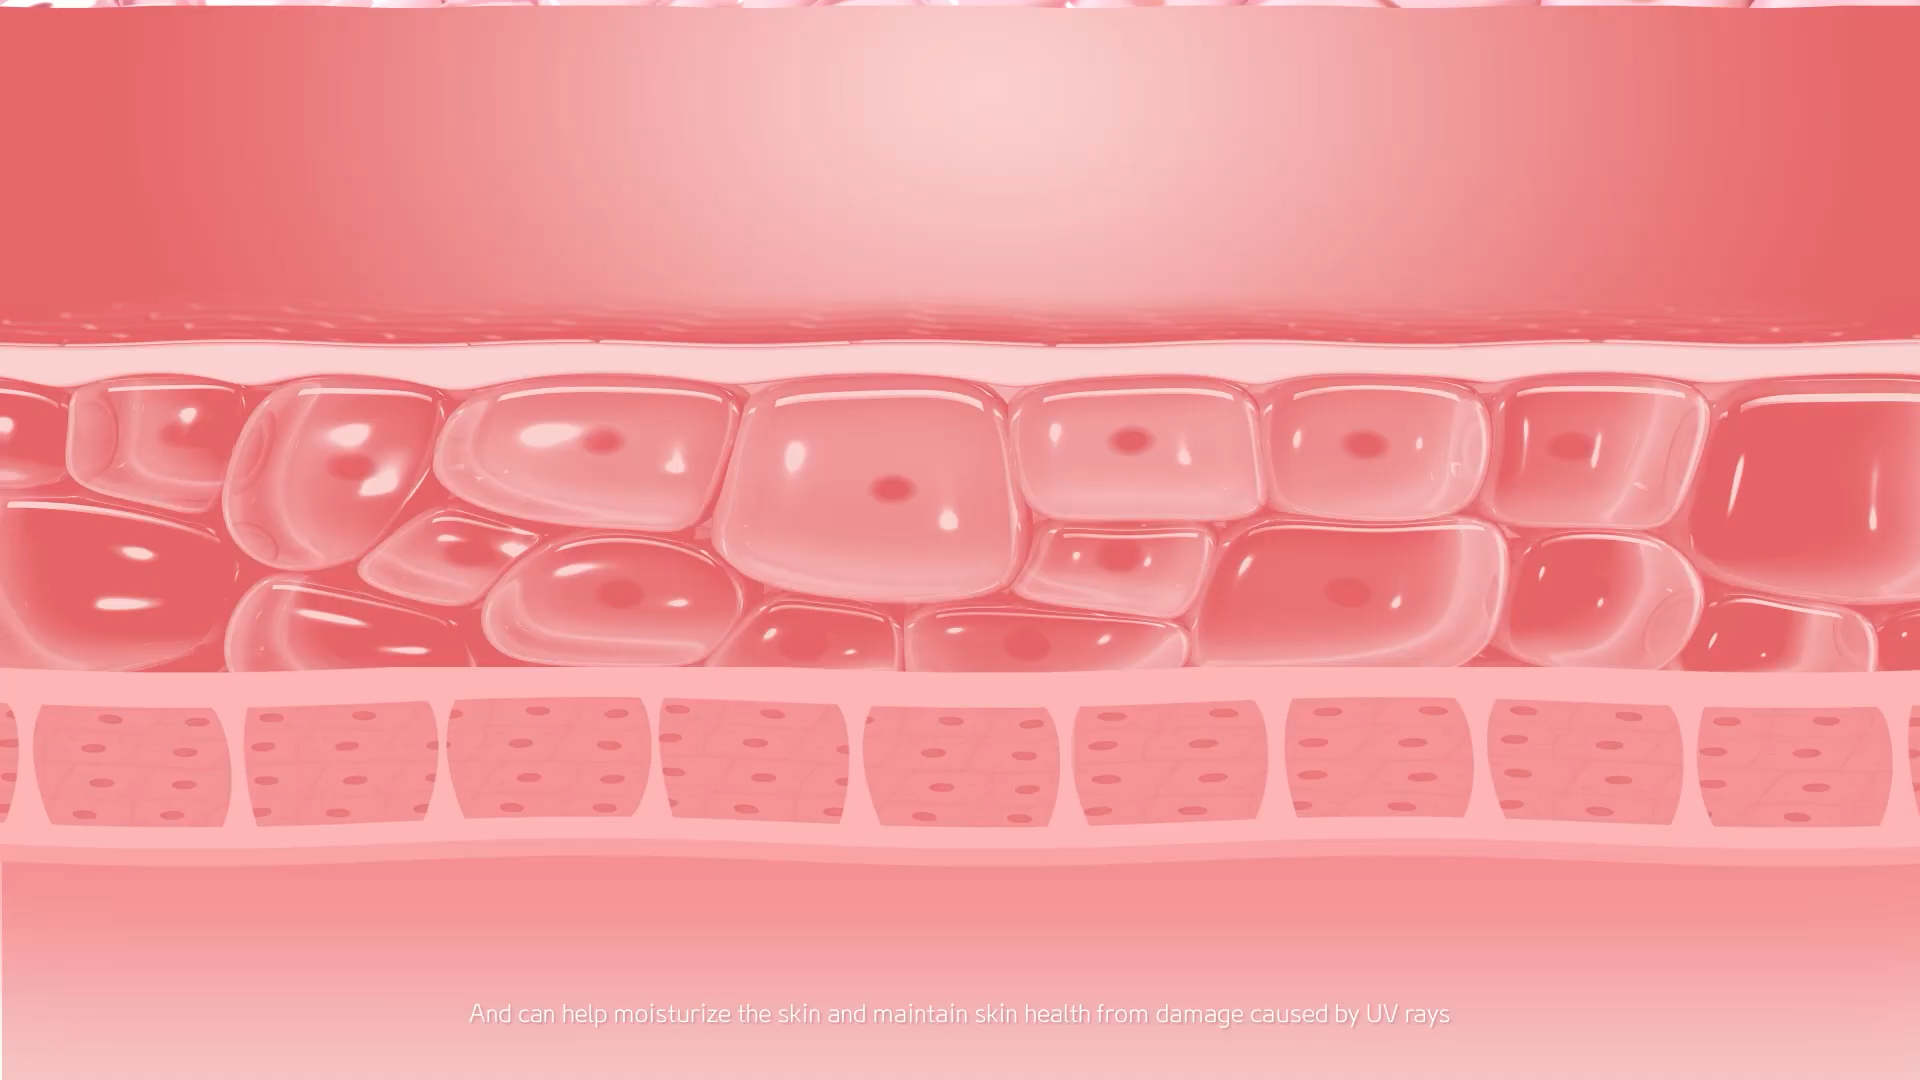 And can help moisturize the skin and maintain skin health from damage caused by UV rays